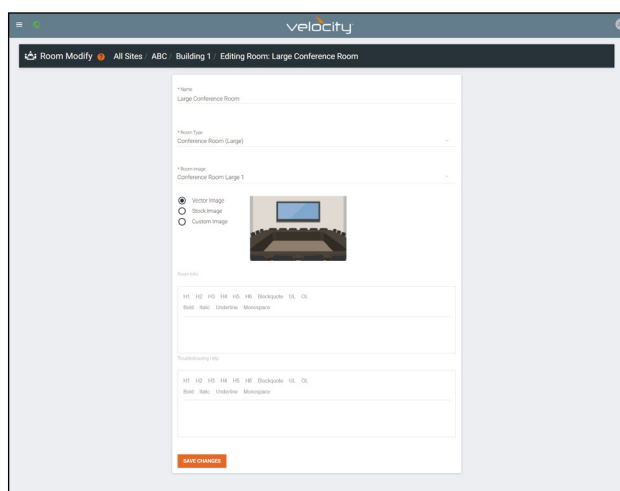 velocity
Room Modify ? All Sites / ABC / Building 1 / Editing Room: Large Conference Room
* Name
Large Conference Room
* Room Type
Conference Room (Large)
* Room Image
Conference Room Large 1
Vector Image
Stock Image
Custom Image
Room Info
H1 H2 H3 H4 H5 H6 Blockquote UL OL
Bold Italic Underline Monospace
Troubleshooting Help
H1 H2 H3 H4 H5 H6 Blockquote UL OL
Bold Italic Underline Monospace
SAVE CHANGES